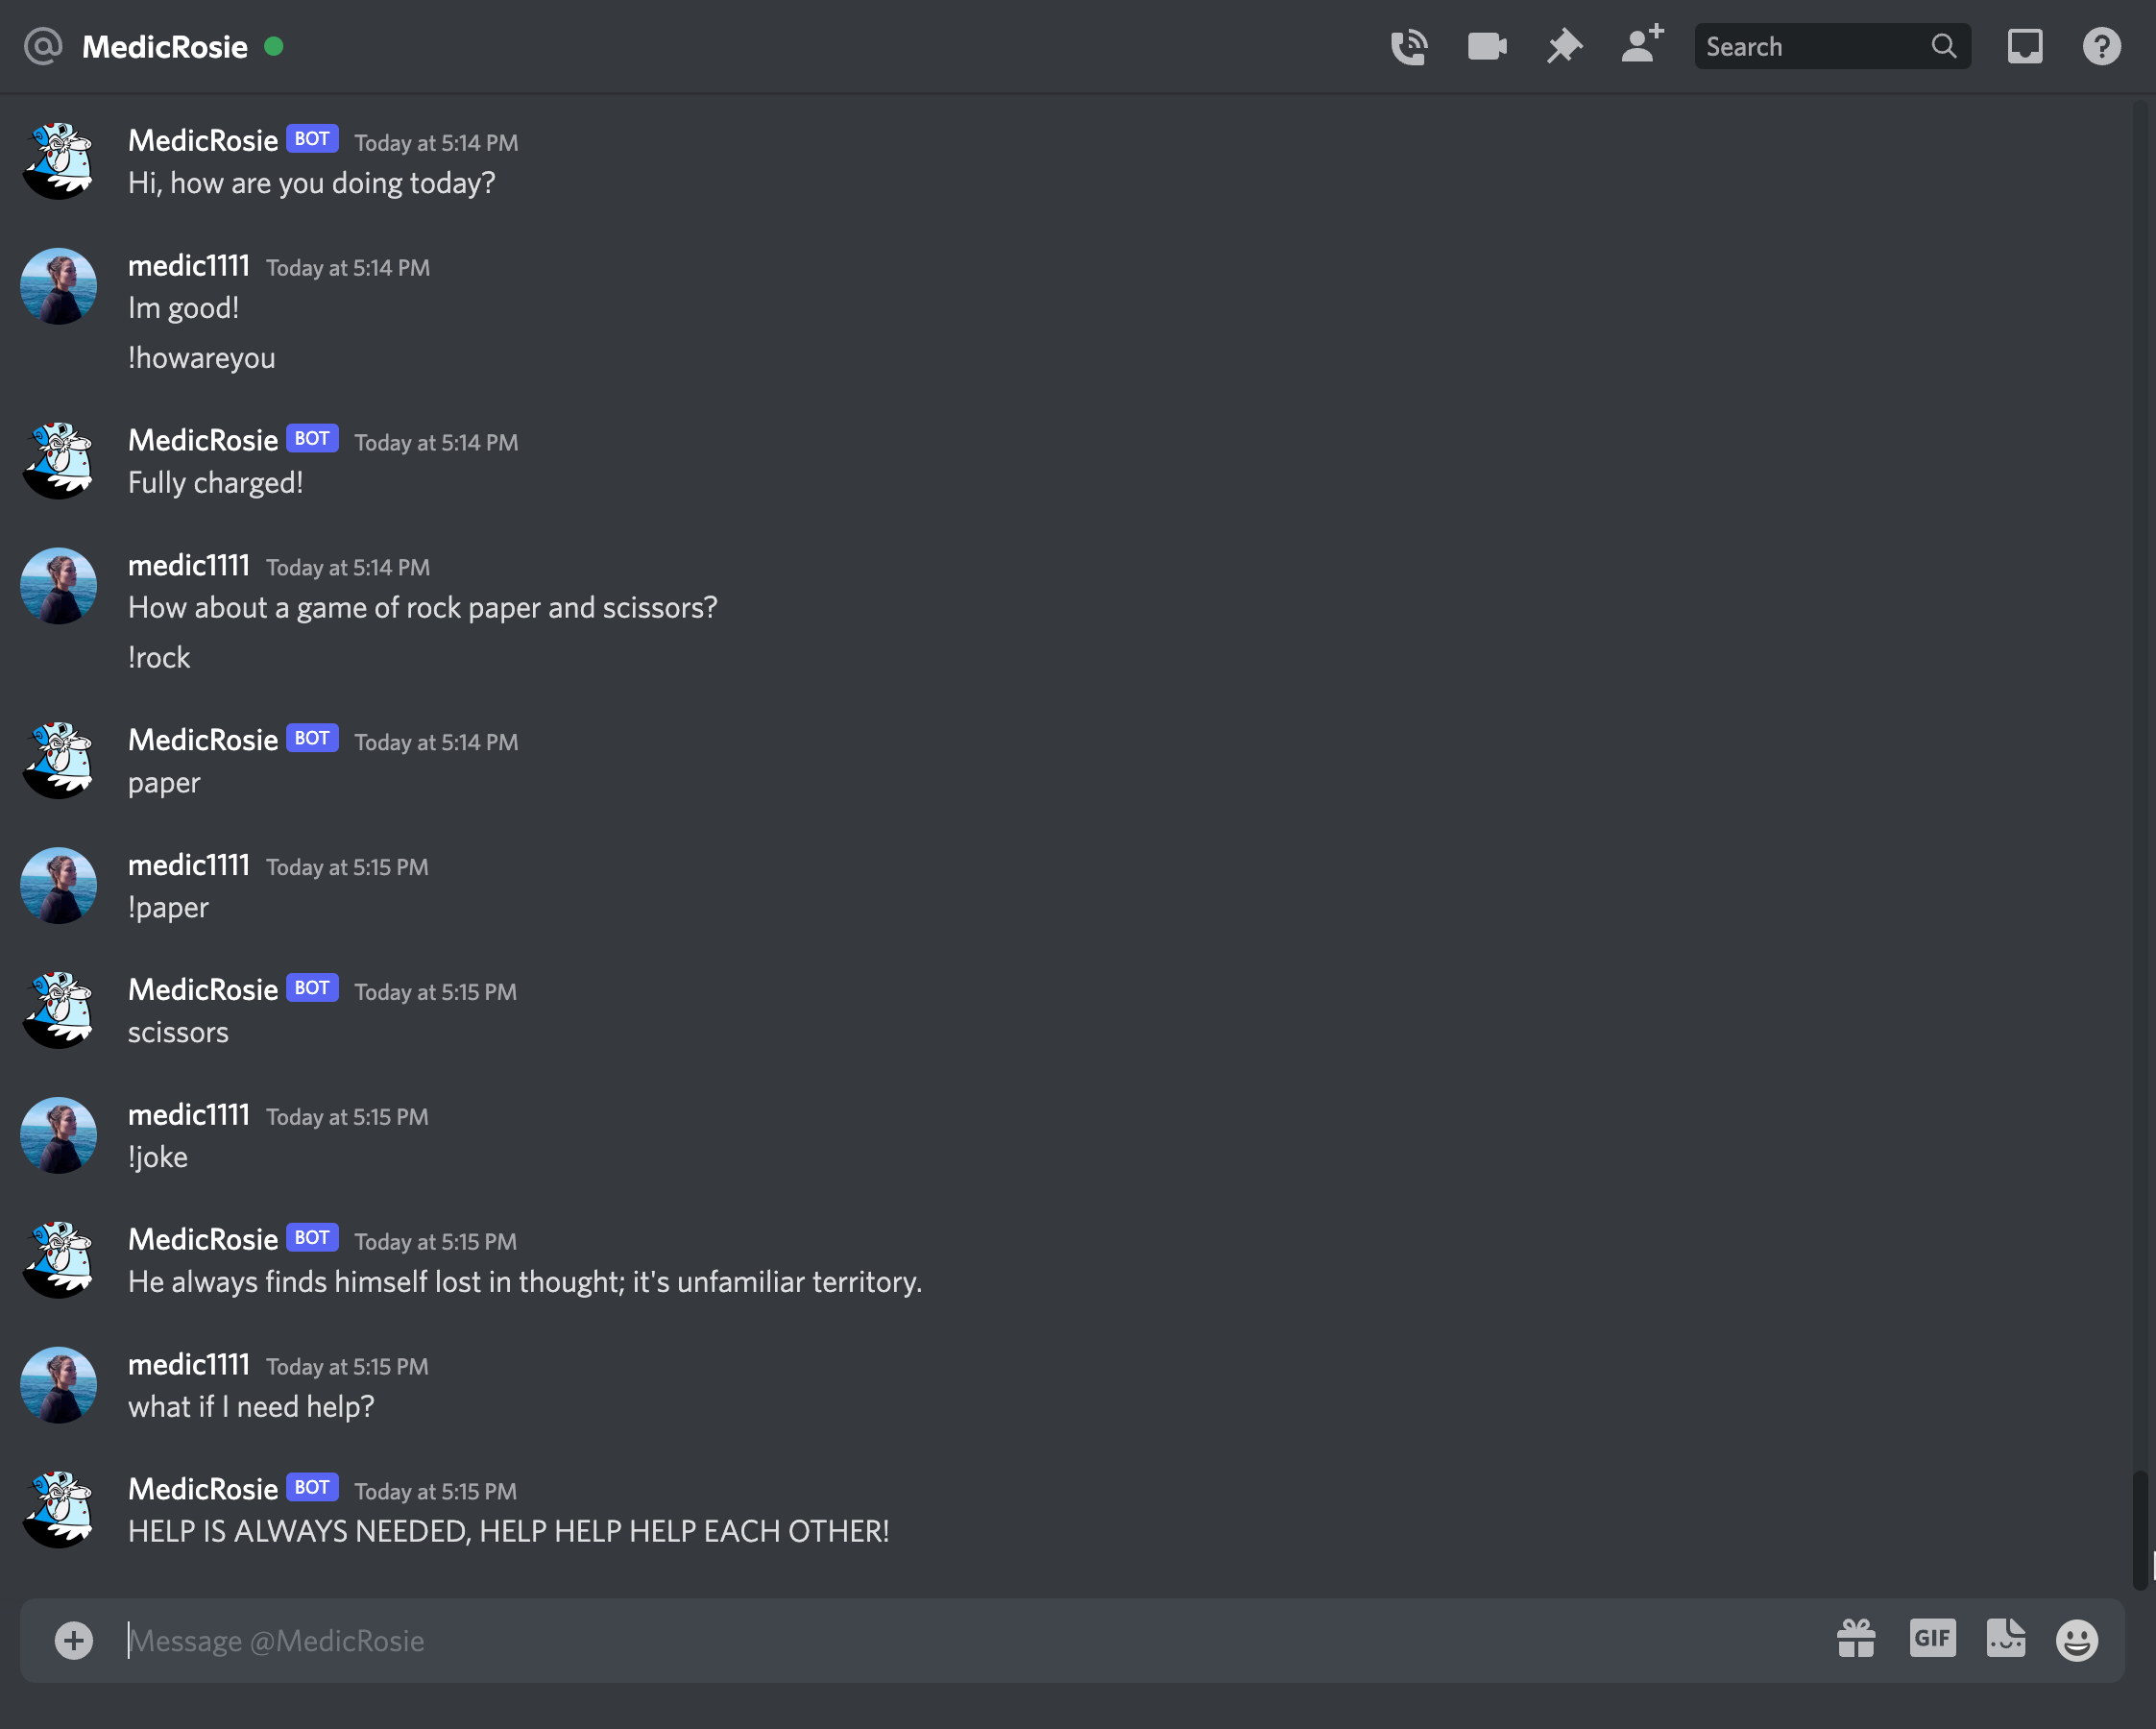 MedicRosie
Search
MedicRosie BOT Today at 5:14 PM
Hi, how are you doing today?
medic1111 Today at 5:14 PM
Im good!
!howareyou
MedicRosie BOT Today at 5:14 PM
Fully charged!
medic1111 Today at 5:14 PM
How about a game of rock paper and scissors?
!rock
MedicRosie BOT Today at 5:14 PM
paper
medic1111 Today at 5:15 PM
!paper
MedicRosie BOT Today at 5:15 PM
scissors
medic1111 Today at 5:15 PM
!joke
MedicRosie BOT Today at 5:15 PM
He always finds himself lost in thought; it's unfamiliar territory.
medic1111 Today at 5:15 PM
what if I need help?
MedicRosie BOT Today at 5:15 PM
HELP IS ALWAYS NEEDED, HELP HELP HELP EACH OTHER!
Message @MedicRosie
GIF